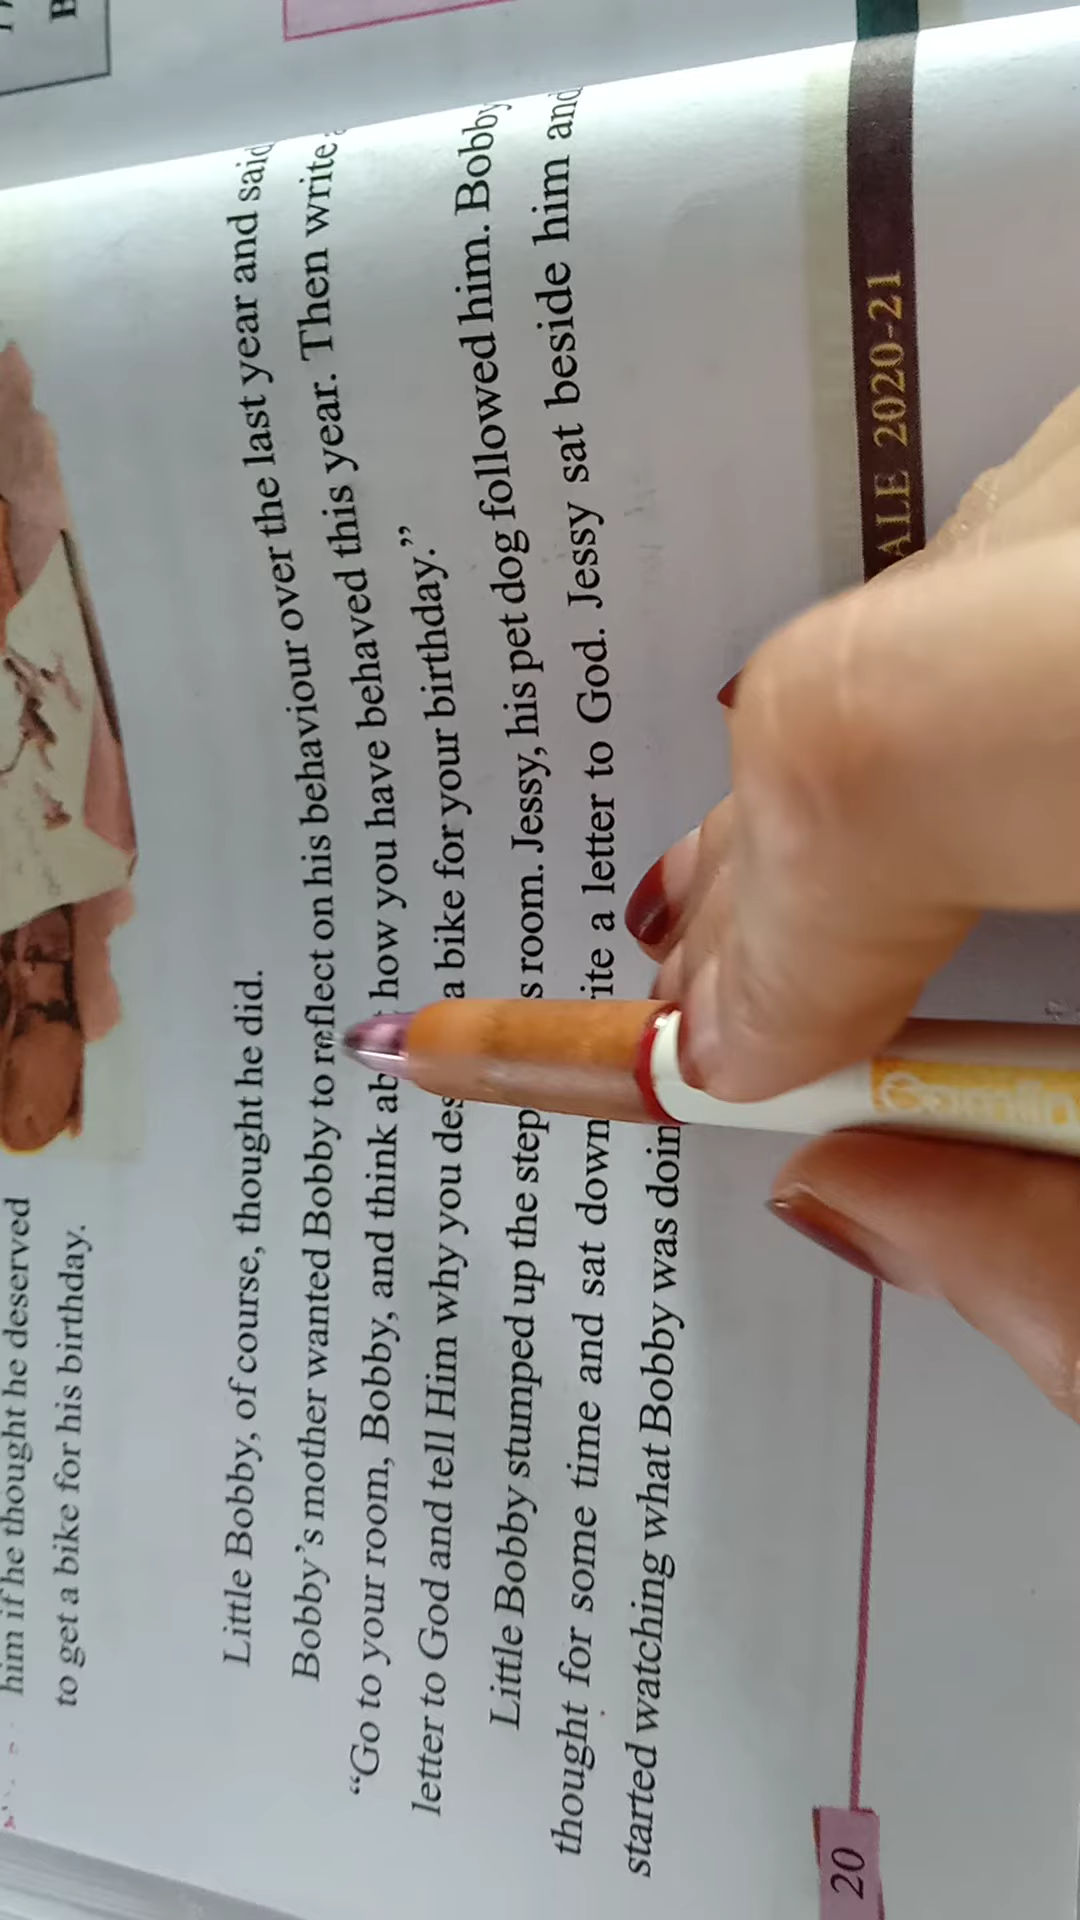 him if he thought he deserved
to get a bike for his birthday.
Little Bobby, of course, thought he did.
Bobby's mother wanted Bobby to reflect on his behaviour over the last year and said
“Go to your room, Bobby, and think how you have behaved this year. Then write
letter to God and tell Him why you a bike for your birthday.”
Little Bobby stumped up the room. Jessy, his pet dog followed him. Bobby
thought for some time and sat down a letter to God. Jessy sat beside him and
started watching what Bobby was
20
ALE 2020-21